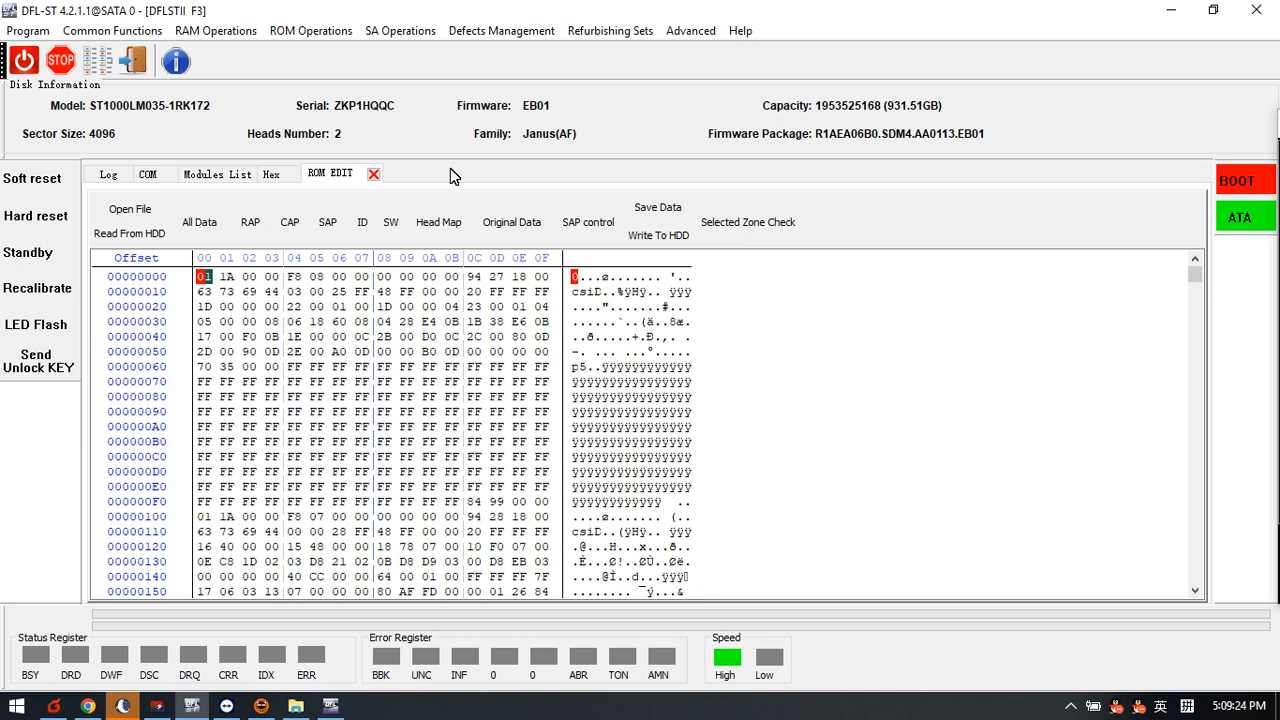 DFL-ST 4.2.1.1@SATA 0 - [DFLSTII F3]
Program Common Functions RAM Operations ROM Operations SA Operations Defects Management Refurbishing Sets Advanced Help
STOP
Disk Information
Model: ST1000LM035-1RK172 Serial: ZKP1HQQC Firmware: EB01 Capacity: 1953525168 (931.51GB)
Sector Size: 4096 Heads Number: 2 Family: Janus(AF) Firmware Package: R1AEA06B0.SDM4.AA0113.EB01
Soft reset
Hard reset
Standby
Recalibrate
LED Flash
Send
Unlock KEY
Log COM Modules List Hex ROM EDIT
Open File
Read From HDD
All Data RAP CAP SAP ID SW Head Map Original Data SAP control
Save Data
Write To HDD
Selected Zone Check
BOOT
ATA
Offset 00 01 02 03 04 05 06 07 08 09 0A 0B 0C 0D 0E 0F
00000000 01 1A 00 00 F8 08 00 00 00 00 00 00 94 27 18 00
00000010 63 73 69 44 03 00 25 FF 48 FF 00 00 20 FF FF FF csiD..%ÿHÿ.. ÿÿÿ
00000020 1D 00 00 00 22 00 01 00 1D 00 00 04 23 00 01 04 ....".......#...
00000030 05 00 00 08 06 18 60 08 04 28 E4 0B 1B 38 E6 0B ......`..(ä..8æ.
00000040 17 00 F0 0B 1E 00 00 0C 2B 00 D0 0C 2C 00 80 0D
00000050 2D 00 90 0D 2E 00 A0 0D 00 00 B0 0D 00 00 00 00
00000060 70 35 00 00 FF FF FF FF FF FF FF FF FF FF FF FF p5..ÿÿÿÿÿÿÿÿÿÿÿÿ
00000070 FF FF FF FF FF FF FF FF FF FF FF FF FF FF FF FF ÿÿÿÿÿÿÿÿÿÿÿÿÿÿÿÿ
00000080 FF FF FF FF FF FF FF FF FF FF FF FF FF FF FF FF ÿÿÿÿÿÿÿÿÿÿÿÿÿÿÿÿ
00000090 FF FF FF FF FF FF FF FF FF FF FF FF FF FF FF FF ÿÿÿÿÿÿÿÿÿÿÿÿÿÿÿÿ
000000A0 FF FF FF FF FF FF FF FF FF FF FF FF FF FF FF FF ÿÿÿÿÿÿÿÿÿÿÿÿÿÿÿÿ
000000B0 FF FF FF FF FF FF FF FF FF FF FF FF FF FF FF FF ÿÿÿÿÿÿÿÿÿÿÿÿÿÿÿÿ
000000C0 FF FF FF FF FF FF FF FF FF FF FF FF FF FF FF FF ÿÿÿÿÿÿÿÿÿÿÿÿÿÿÿÿ
000000D0 FF FF FF FF FF FF FF FF FF FF FF FF FF FF FF FF ÿÿÿÿÿÿÿÿÿÿÿÿÿÿÿÿ
000000E0 FF FF FF FF FF FF FF FF FF FF FF FF FF FF FF FF ÿÿÿÿÿÿÿÿÿÿÿÿÿÿÿÿ
000000F0 FF FF FF FF FF FF FF FF FF FF FF FF 84 99 00 00 ÿÿÿÿÿÿÿÿÿÿÿÿ ..
00000100 01 1A 00 00 F8 07 00 00 00 00 00 00 94 28 18 00 ....ø....... (..
00000110 63 73 69 44 00 00 28 FF FF 48 FF 00 00 20 FF FF FF
00000120 16 40 00 00 15 48 00 00 18 78 07 00 10 F0 07 00 .@...H...x...ð..
00000130 0E C8 1D 02 03 D8 21 02 0B D8 D9 03 00 D8 EB 03 .È...Ø!..ØÙ..Øë.
00000140 00 00 00 00 40 CC 00 00 64 00 01 00 FF FF FF 7F
00000150 17 06 03 13 07 00 00 00 80 AF FD 00 00 01 26 84
Status Register Error Register Speed
BSY DRD DWF DSC DRQ CRR IDX ERR BBK UNC INF 0 0 ABR TON AMN High Low
英 拼 5:09:24 PM